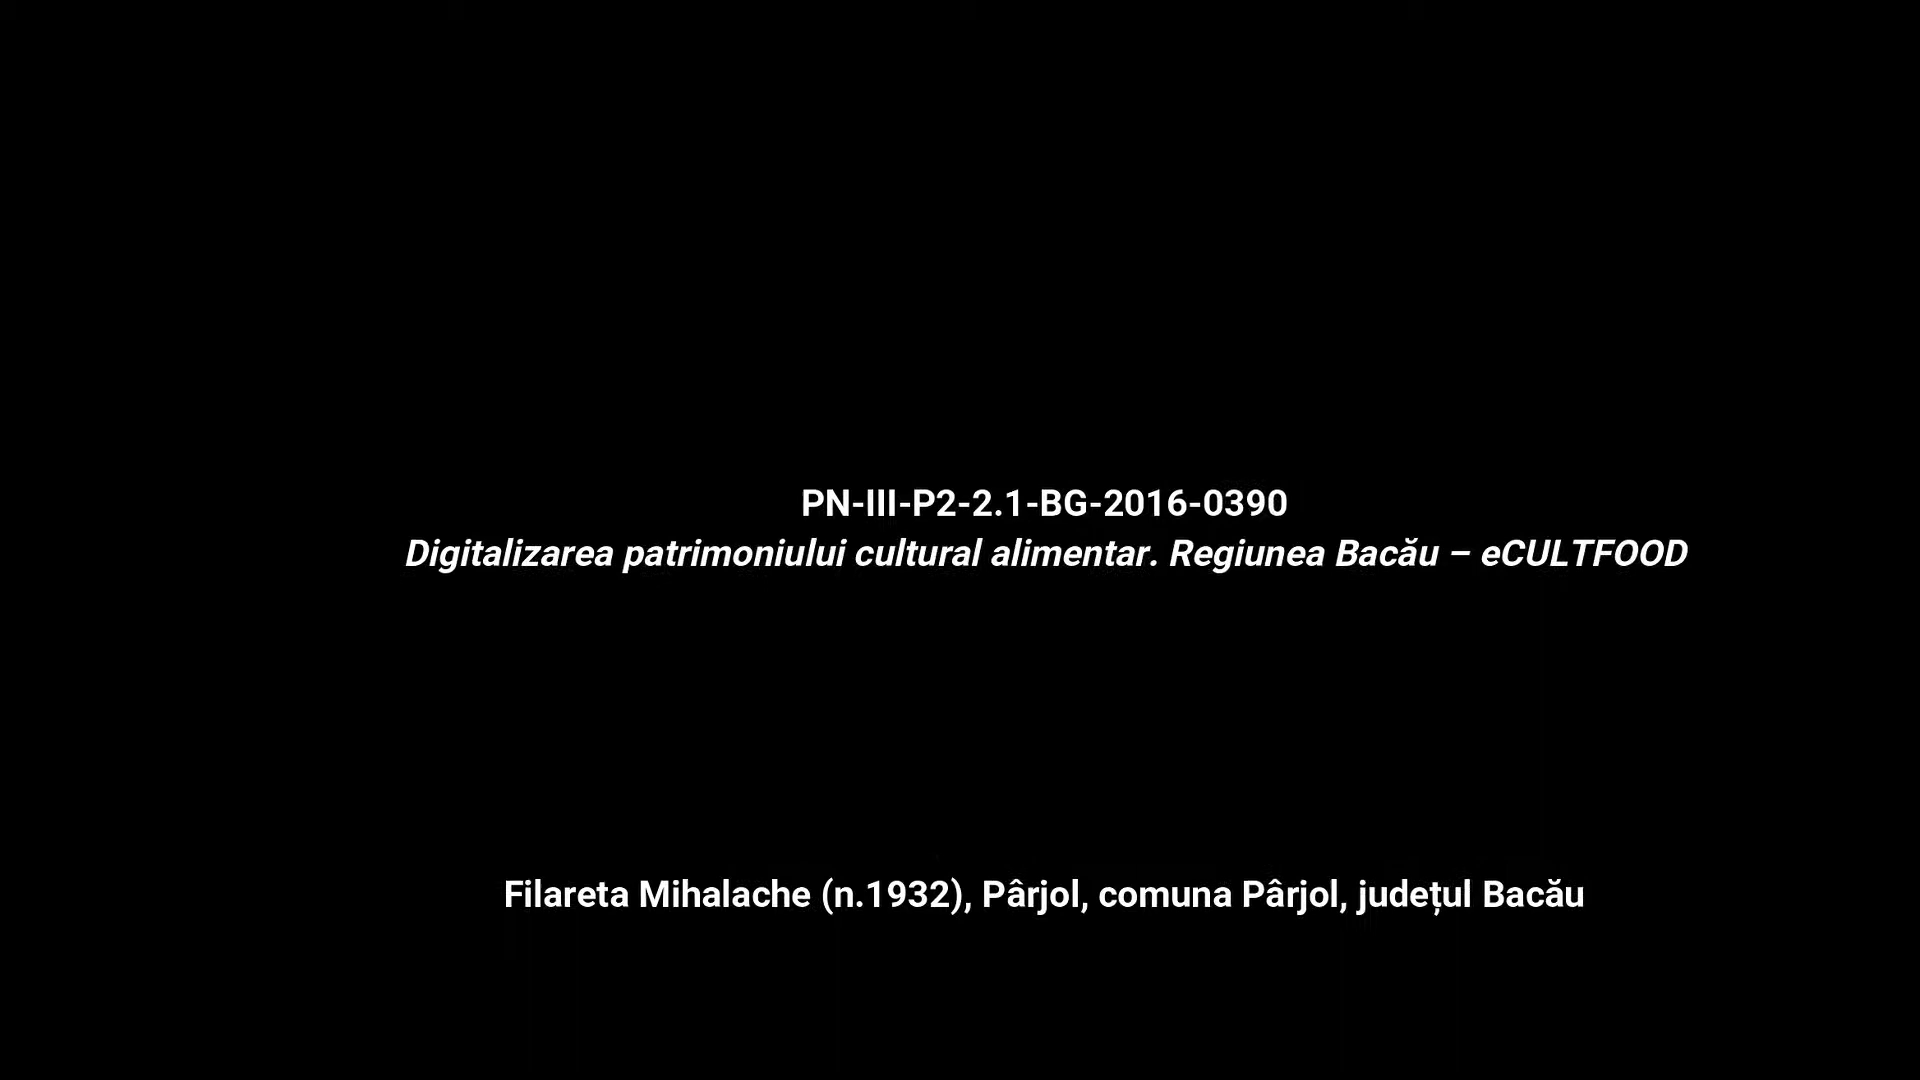 PN-III-P2-2.1-BG-2016-0390
Digitalizarea patrimoniului cultural alimentar. Regiunea Bacău – eCULTFOOD
Filareta Mihalache (n.1932), Pârjol, comuna Pârjol, județul Bacău